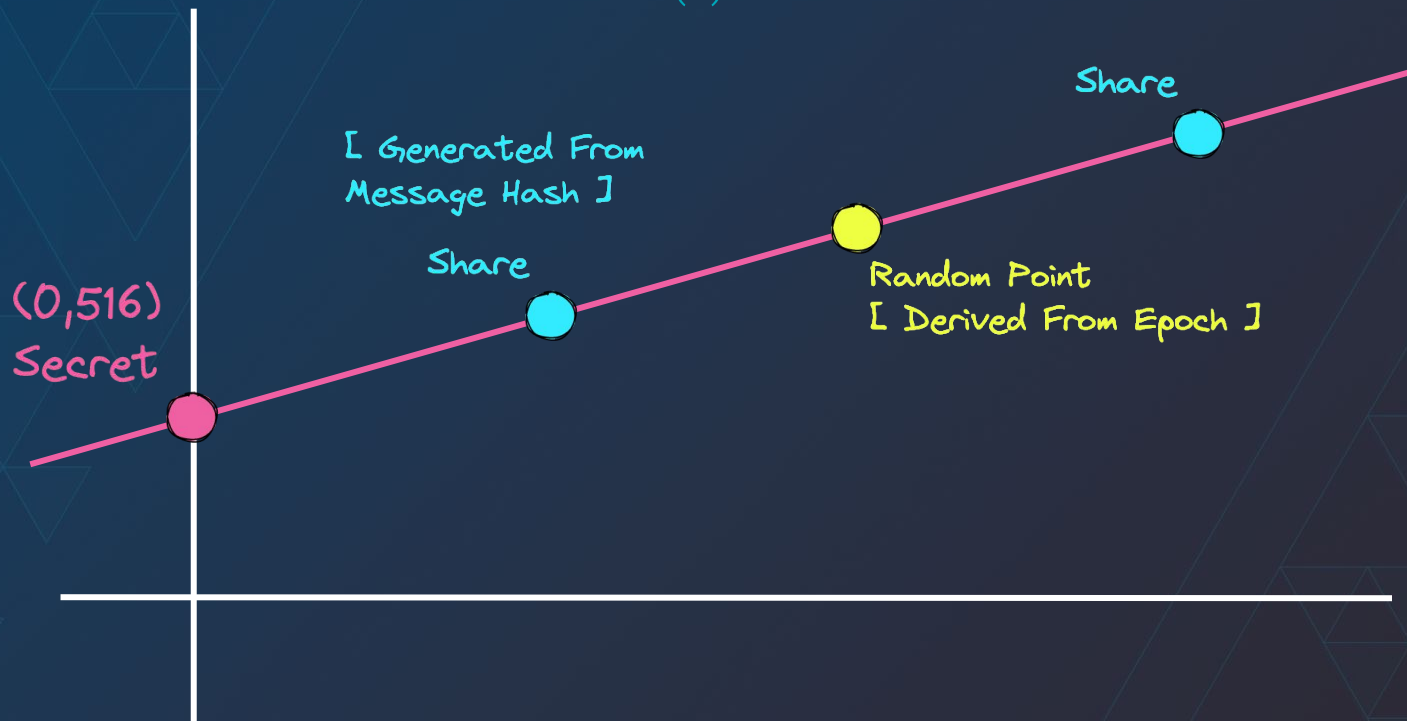 Share
[ Generated From
Message Hash ]
Share
Random Point
[ Derived From Epoch ]
(0,516)
Secret